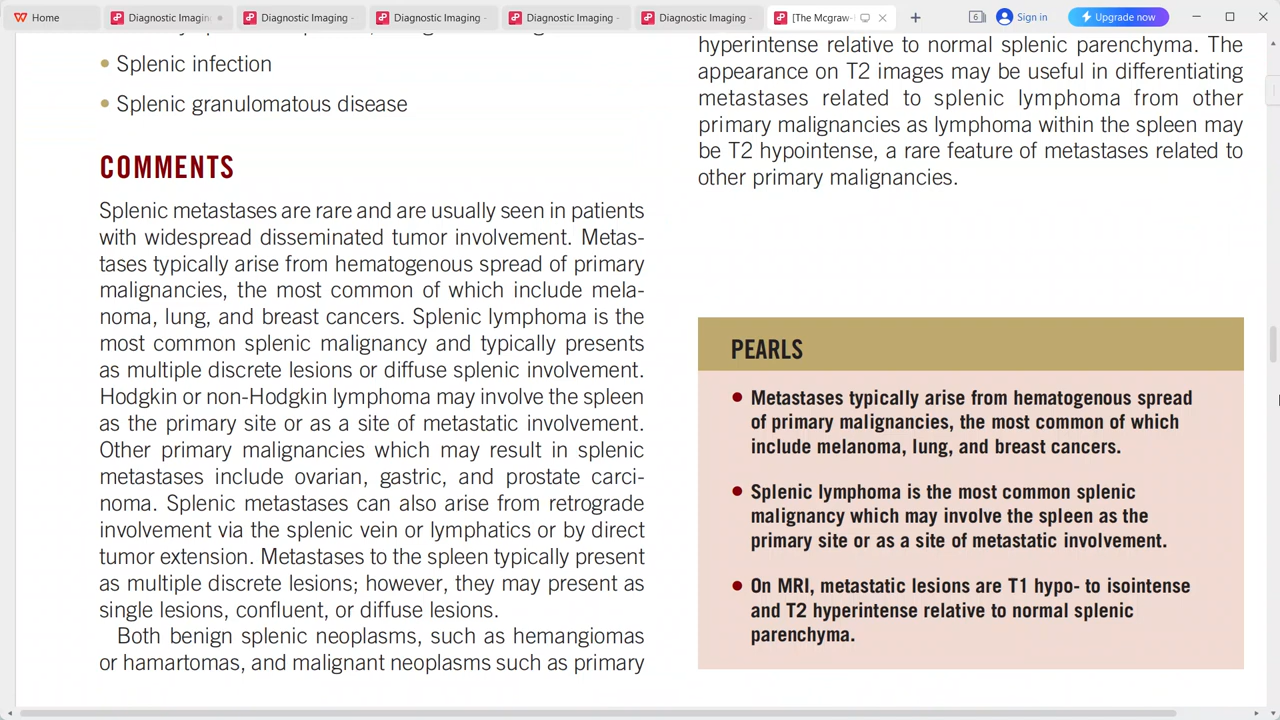 Home
Diagnostic Imagin
Diagnostic Imaging -
Diagnostic Imaging -
Diagnostic Imaging -
Diagnostic Imaging -
[The Mcgraw-
6
Sign in
Upgrade now
• Splenic infection
• Splenic granulomatous disease
COMMENTS
Splenic metastases are rare and are usually seen in patients
with widespread disseminated tumor involvement. Metas-
tases typically arise from hematogenous spread of primary
malignancies, the most common of which include mela-
noma, lung, and breast cancers. Splenic lymphoma is the
most common splenic malignancy and typically presents
as multiple discrete lesions or diffuse splenic involvement.
Hodgkin or non-Hodgkin lymphoma may involve the spleen
as the primary site or as a site of metastatic involvement.
Other primary malignancies which may result in splenic
metastases include ovarian, gastric, and prostate carci-
noma. Splenic metastases can also arise from retrograde
involvement via the splenic vein or lymphatics or by direct
tumor extension. Metastases to the spleen typically present
as multiple discrete lesions; however, they may present as
single lesions, confluent, or diffuse lesions.
Both benign splenic neoplasms, such as hemangiomas
or hamartomas, and malignant neoplasms such as primary
hyperintense relative to normal splenic parenchyma. The
appearance on T2 images may be useful in differentiating
metastases related to splenic lymphoma from other
primary malignancies as lymphoma within the spleen may
be T2 hypointense, a rare feature of metastases related to
other primary malignancies.
PEARLS
• Metastases typically arise from hematogenous spread
of primary malignancies, the most common of which
include melanoma, lung, and breast cancers.
• Splenic lymphoma is the most common splenic
malignancy which may involve the spleen as the
primary site or as a site of metastatic involvement.
• On MRI, metastatic lesions are T1 hypo- to isointense
and T2 hyperintense relative to normal splenic
parenchyma.